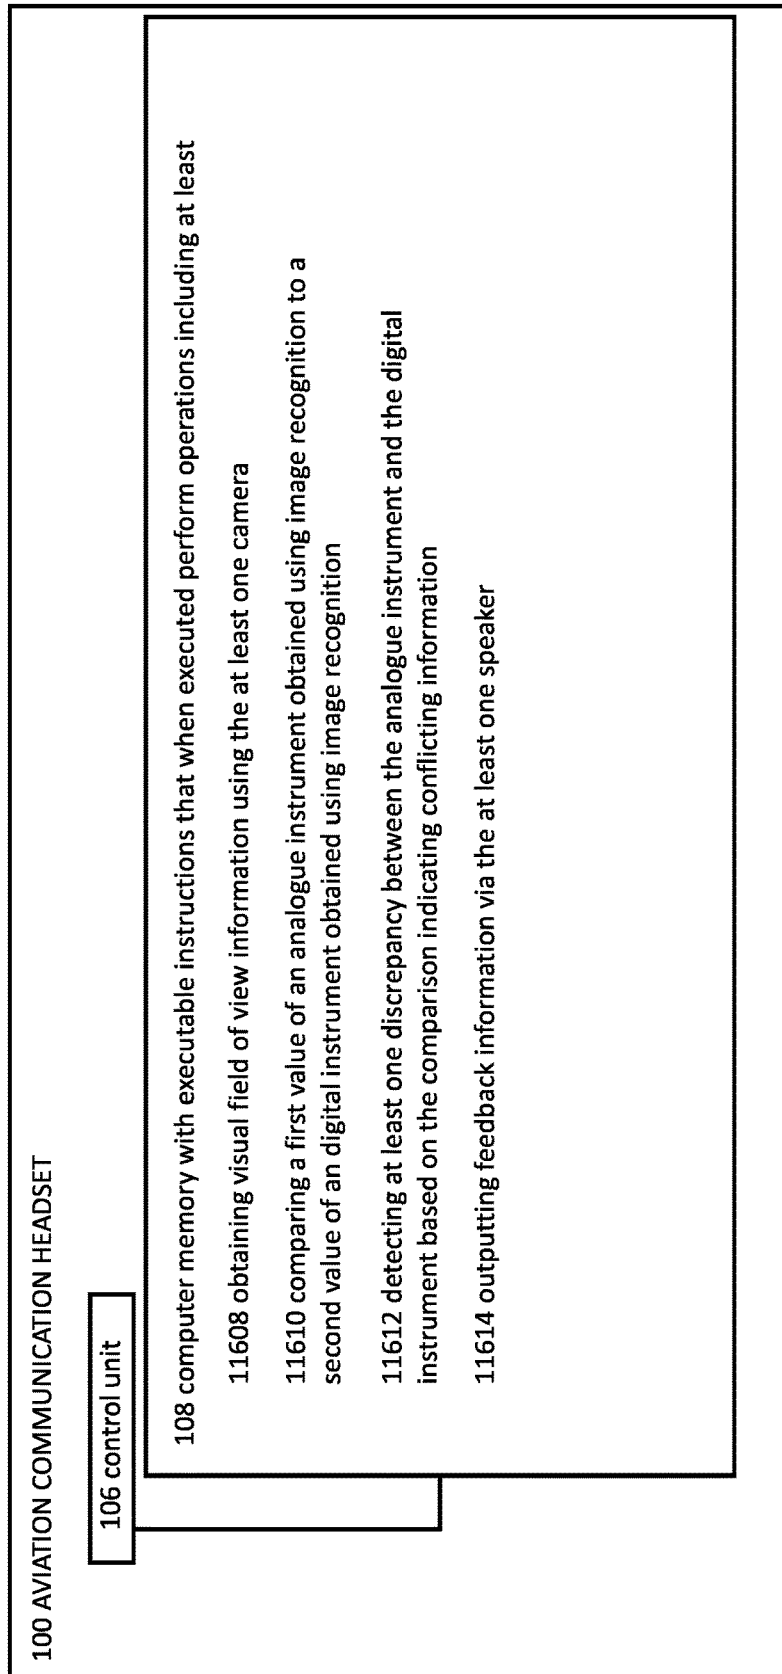 100 AVIATION COMMUNICATION HEADSET
106 control unit
108 computer memory with executable instructions that when executed perform operations including at least
11608 obtaining visual field of view information using the at least one camera
11610 comparing a first value of an analogue instrument obtained using image recognition to a
second value of an digital instrument obtained using image recognition
11612 detecting at least one discrepancy between the analogue instrument and the digital
instrument based on the comparison indicating conflicting information
11614 outputting feedback information via the at least one speaker